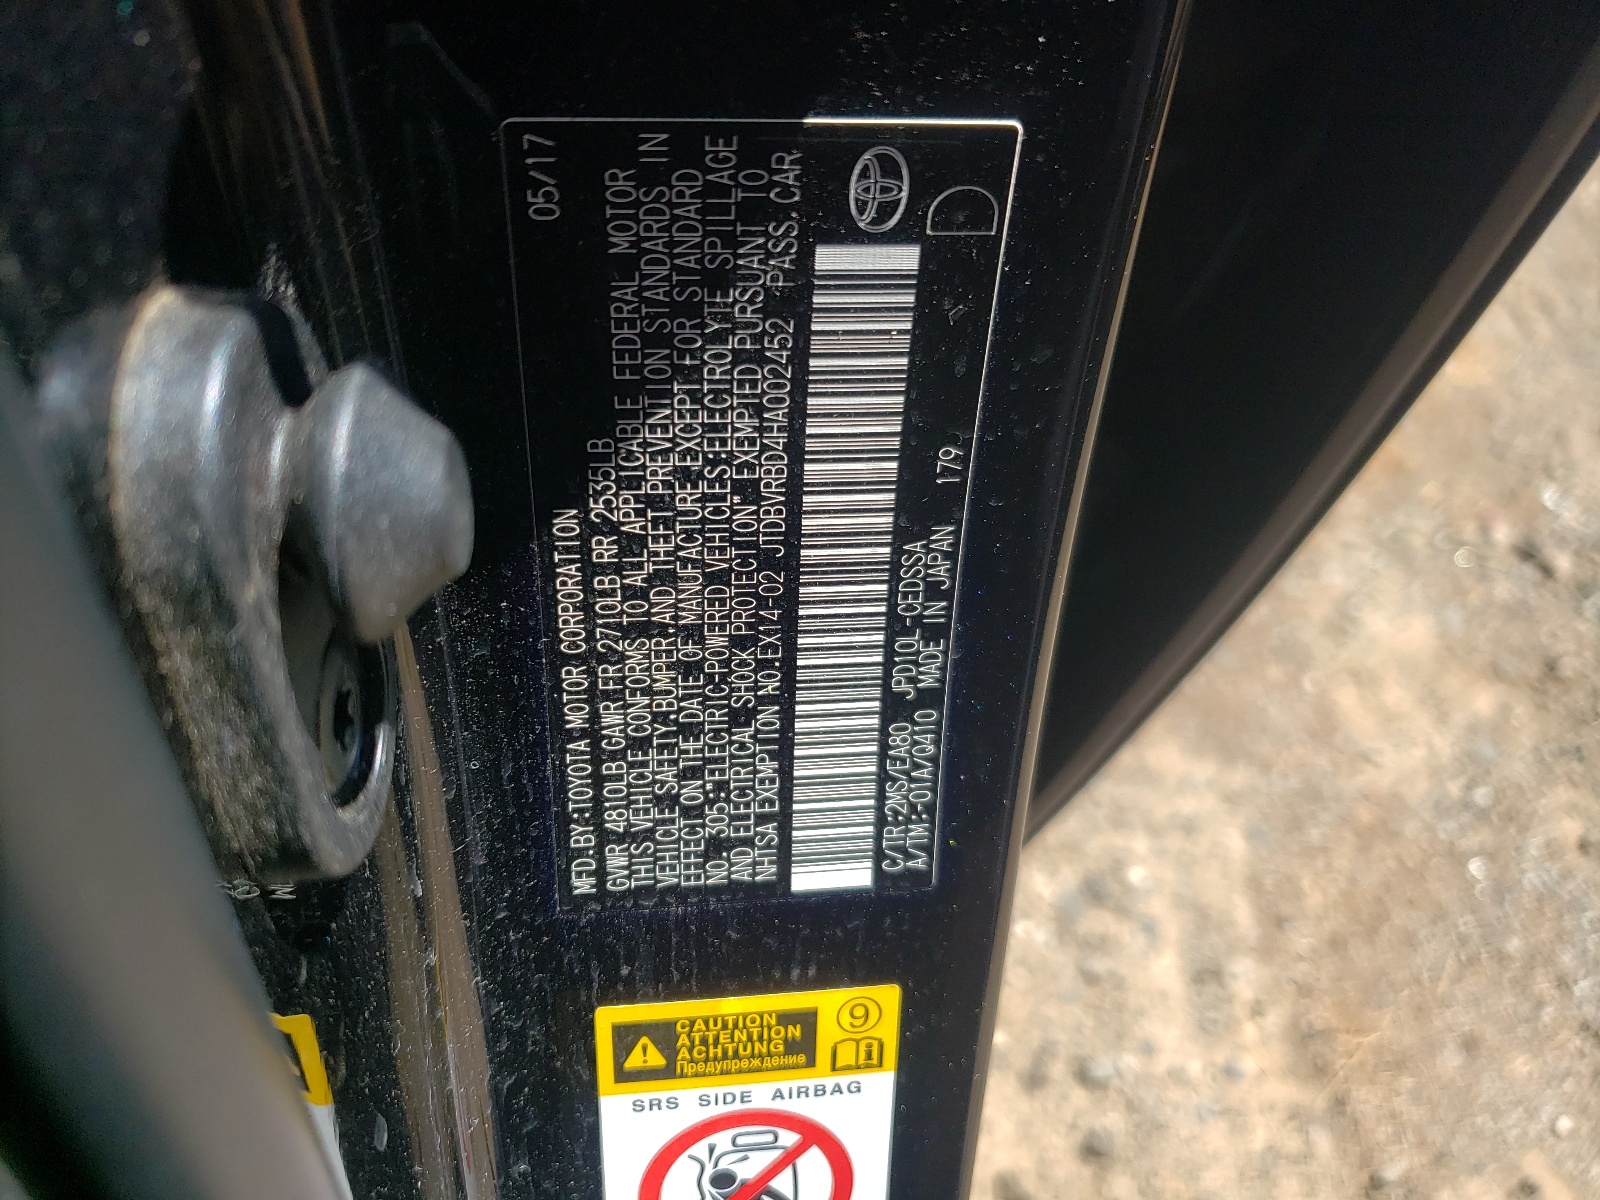 05/17
MFD.BY:TOYOTA MOTOR CORPORATION
GVWR 4810LB GAWR FR 2710LB RR 2535LB
THIS VEHICLE CONFORMS TO ALL APPLICABLE FEDERAL MOTOR
VEHICLE SAFETY,BUMPER,AND THEFT PREVENTION STANDARDS IN
EFFECT ON THE DATE OF MANUFACTURE EXCEPT FOR STANDARD
NO. 305:"ELECTRIC-POWERED VEHICLES:ELECTROLYTE SPILLAGE
AND ELECTRICAL SHOCK PROTECTION" EXEMPTED PURSUANT TO
NHTSA EXEMPTION NO.EX14-02 JTDBVRBD4HA002452 PASS.CAR
C/TR:2MS/EA80 JPD10L-CEDSSA
A/TM:-01A/Q410 MADE IN JAPAN 179
D
CAUTION
ATTENTION
ACHTUNG
Предупреждение
9
SRS SIDE AIRBAG